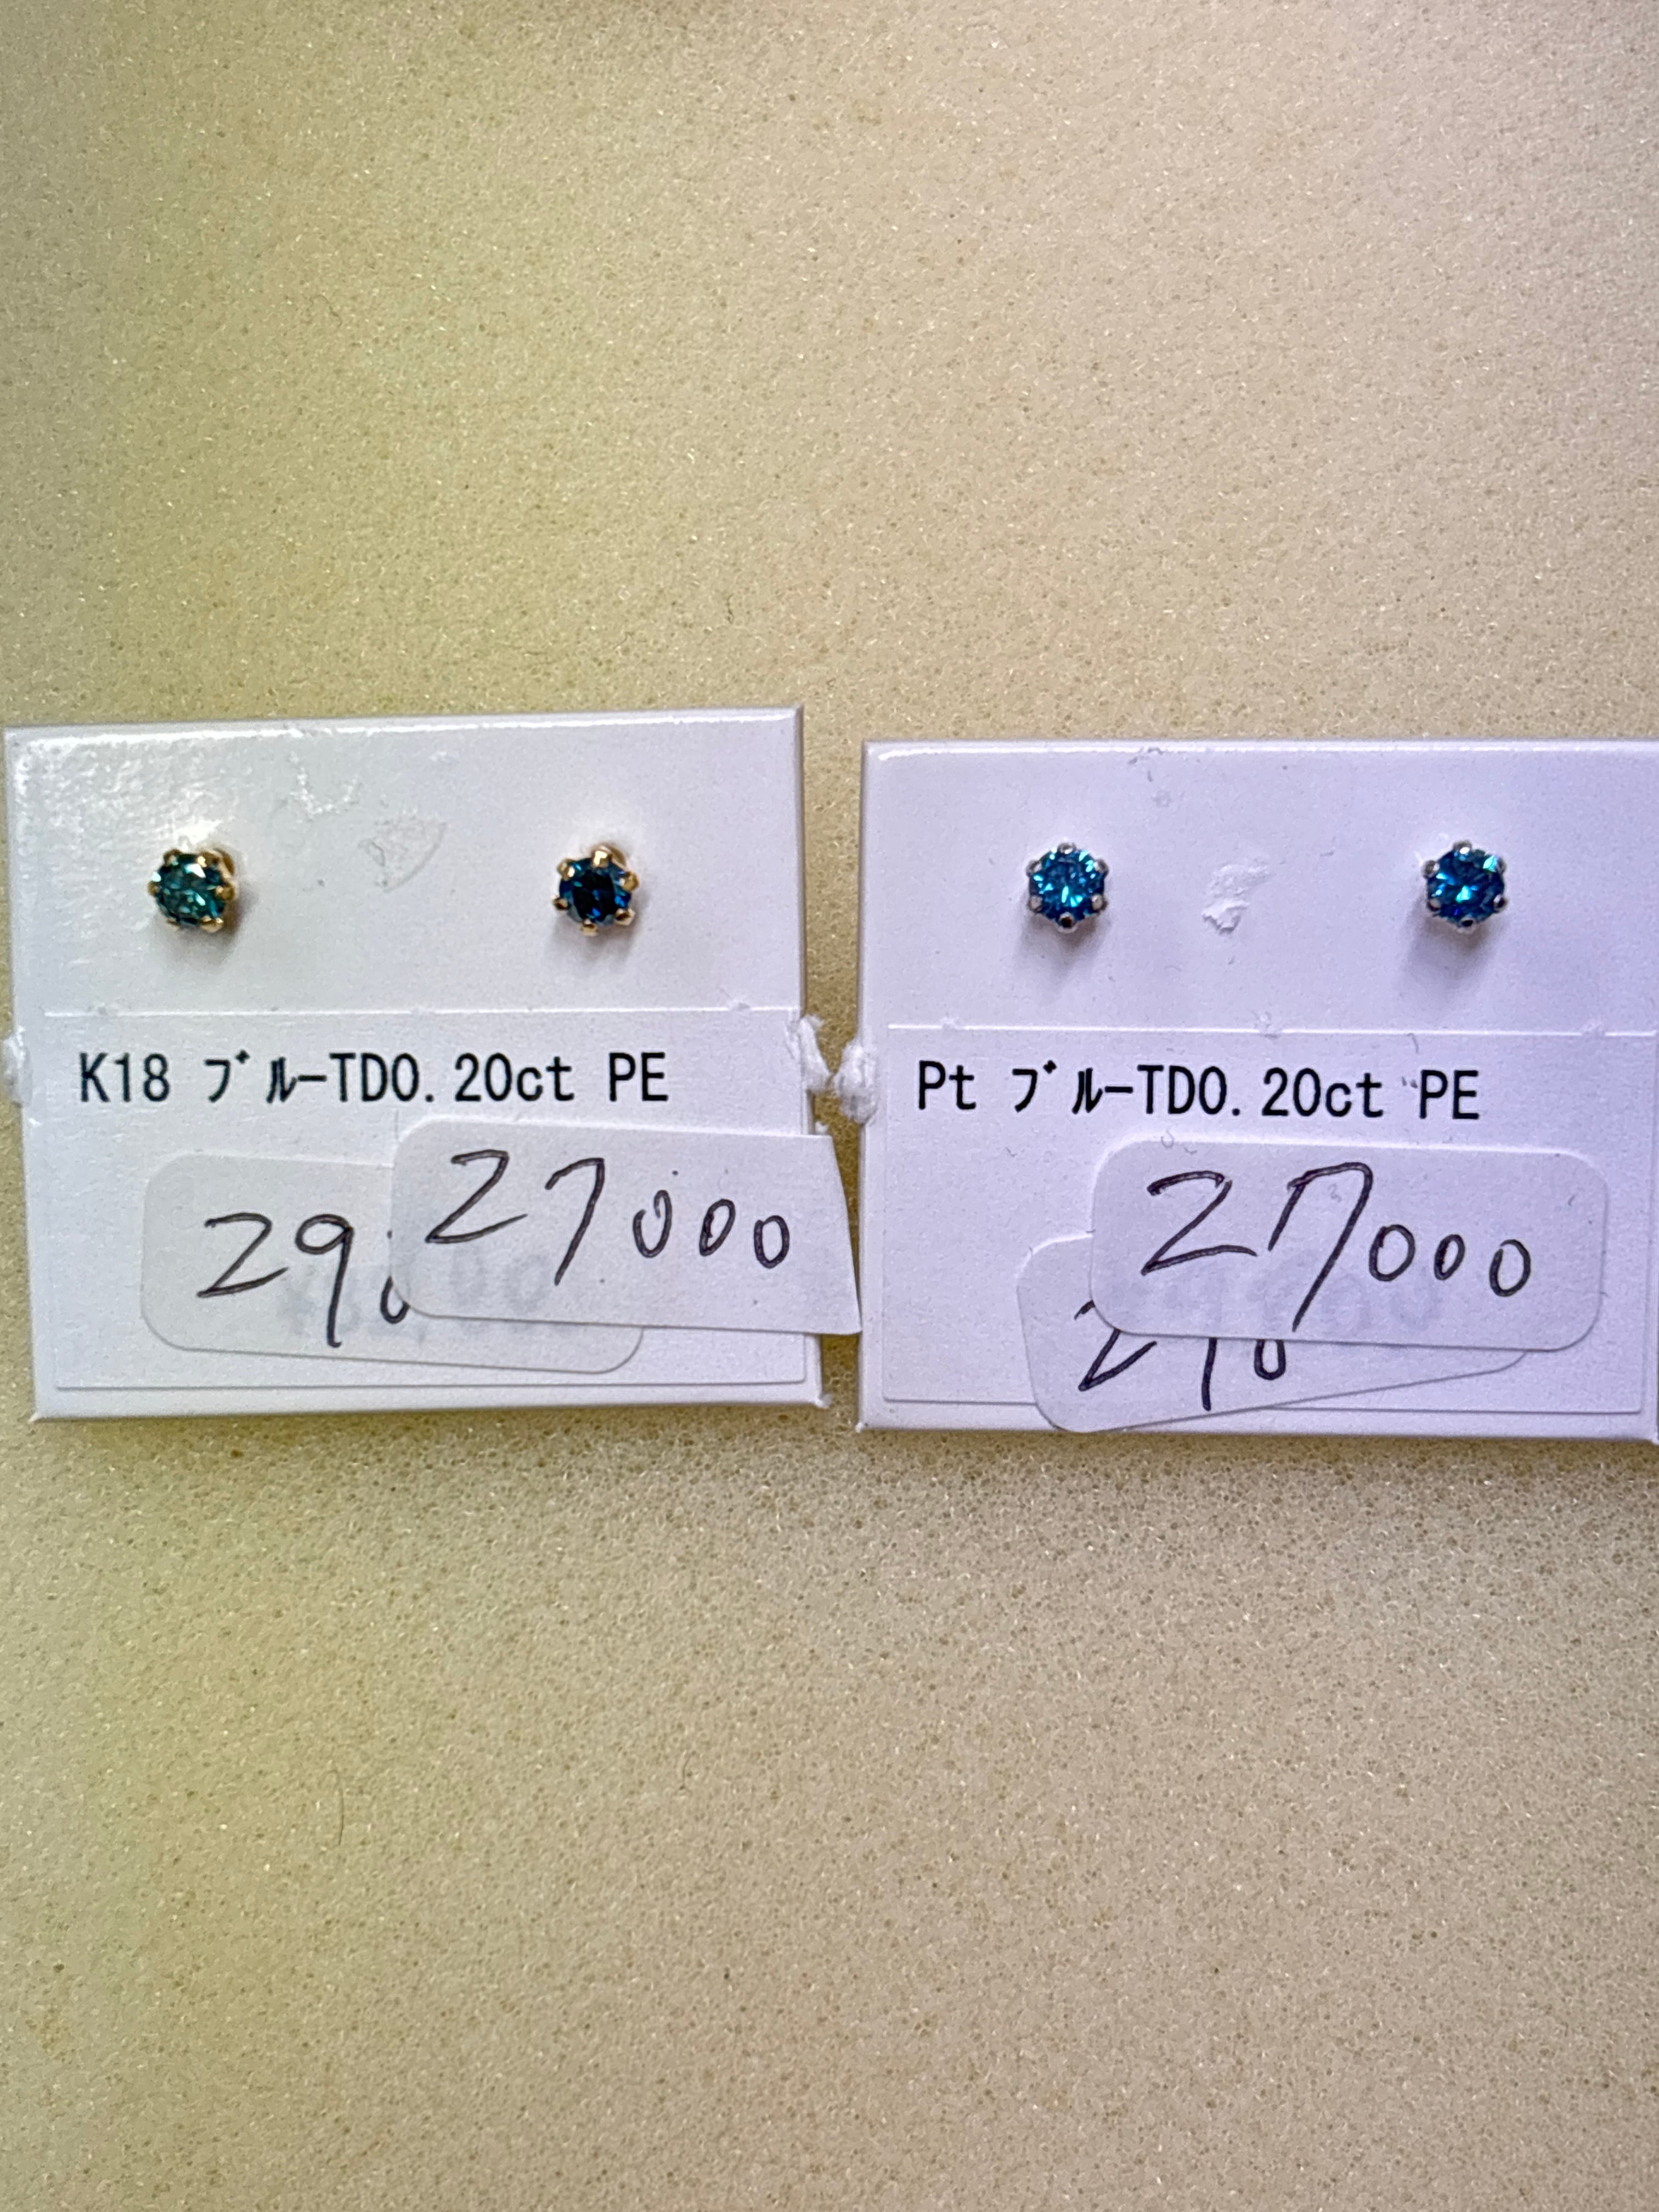 K18 ﾌﾞﾙｰTD0.20ct PE
29
27000
Pt ﾌﾞﾙｰTD0.20ct PE
27000